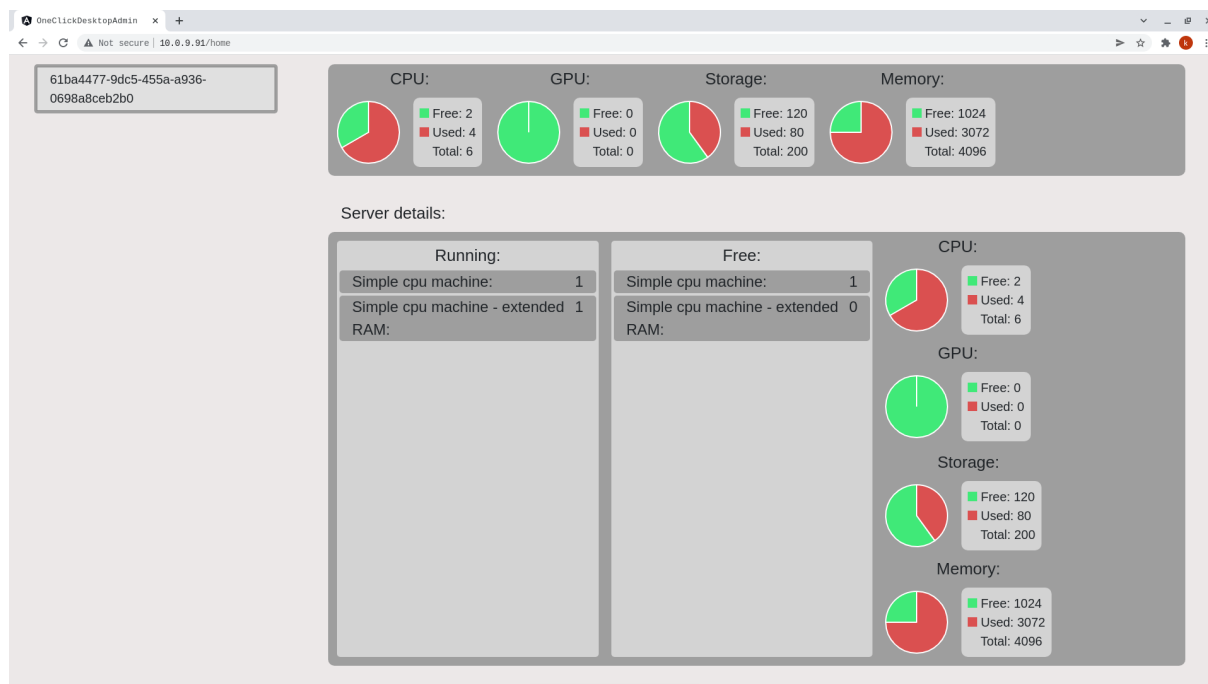 OneClickDesktopAdmin
Not secure 10.0.9.91/home
k
61ba4477-9dc5-455a-a936-
0698a8ceb2b0
CPU: GPU: Storage: Memory:
Free: 2 Free: 0 Free: 120 Free: 1024
Used: 4 Used: 0 Used: 80 Used: 3072
Total: 6 Total: 0 Total: 200 Total: 4096
Server details:
Running:
Simple cpu machine: 1
Simple cpu machine - extended 1
RAM:
Free:
Simple cpu machine: 1
Simple cpu machine - extended 0
RAM:
CPU:
Free: 2
Used: 4
Total: 6
GPU:
Free: 0
Used: 0
Total: 0
Storage:
Free: 120
Used: 80
Total: 200
Memory:
Free: 1024
Used: 3072
Total: 4096